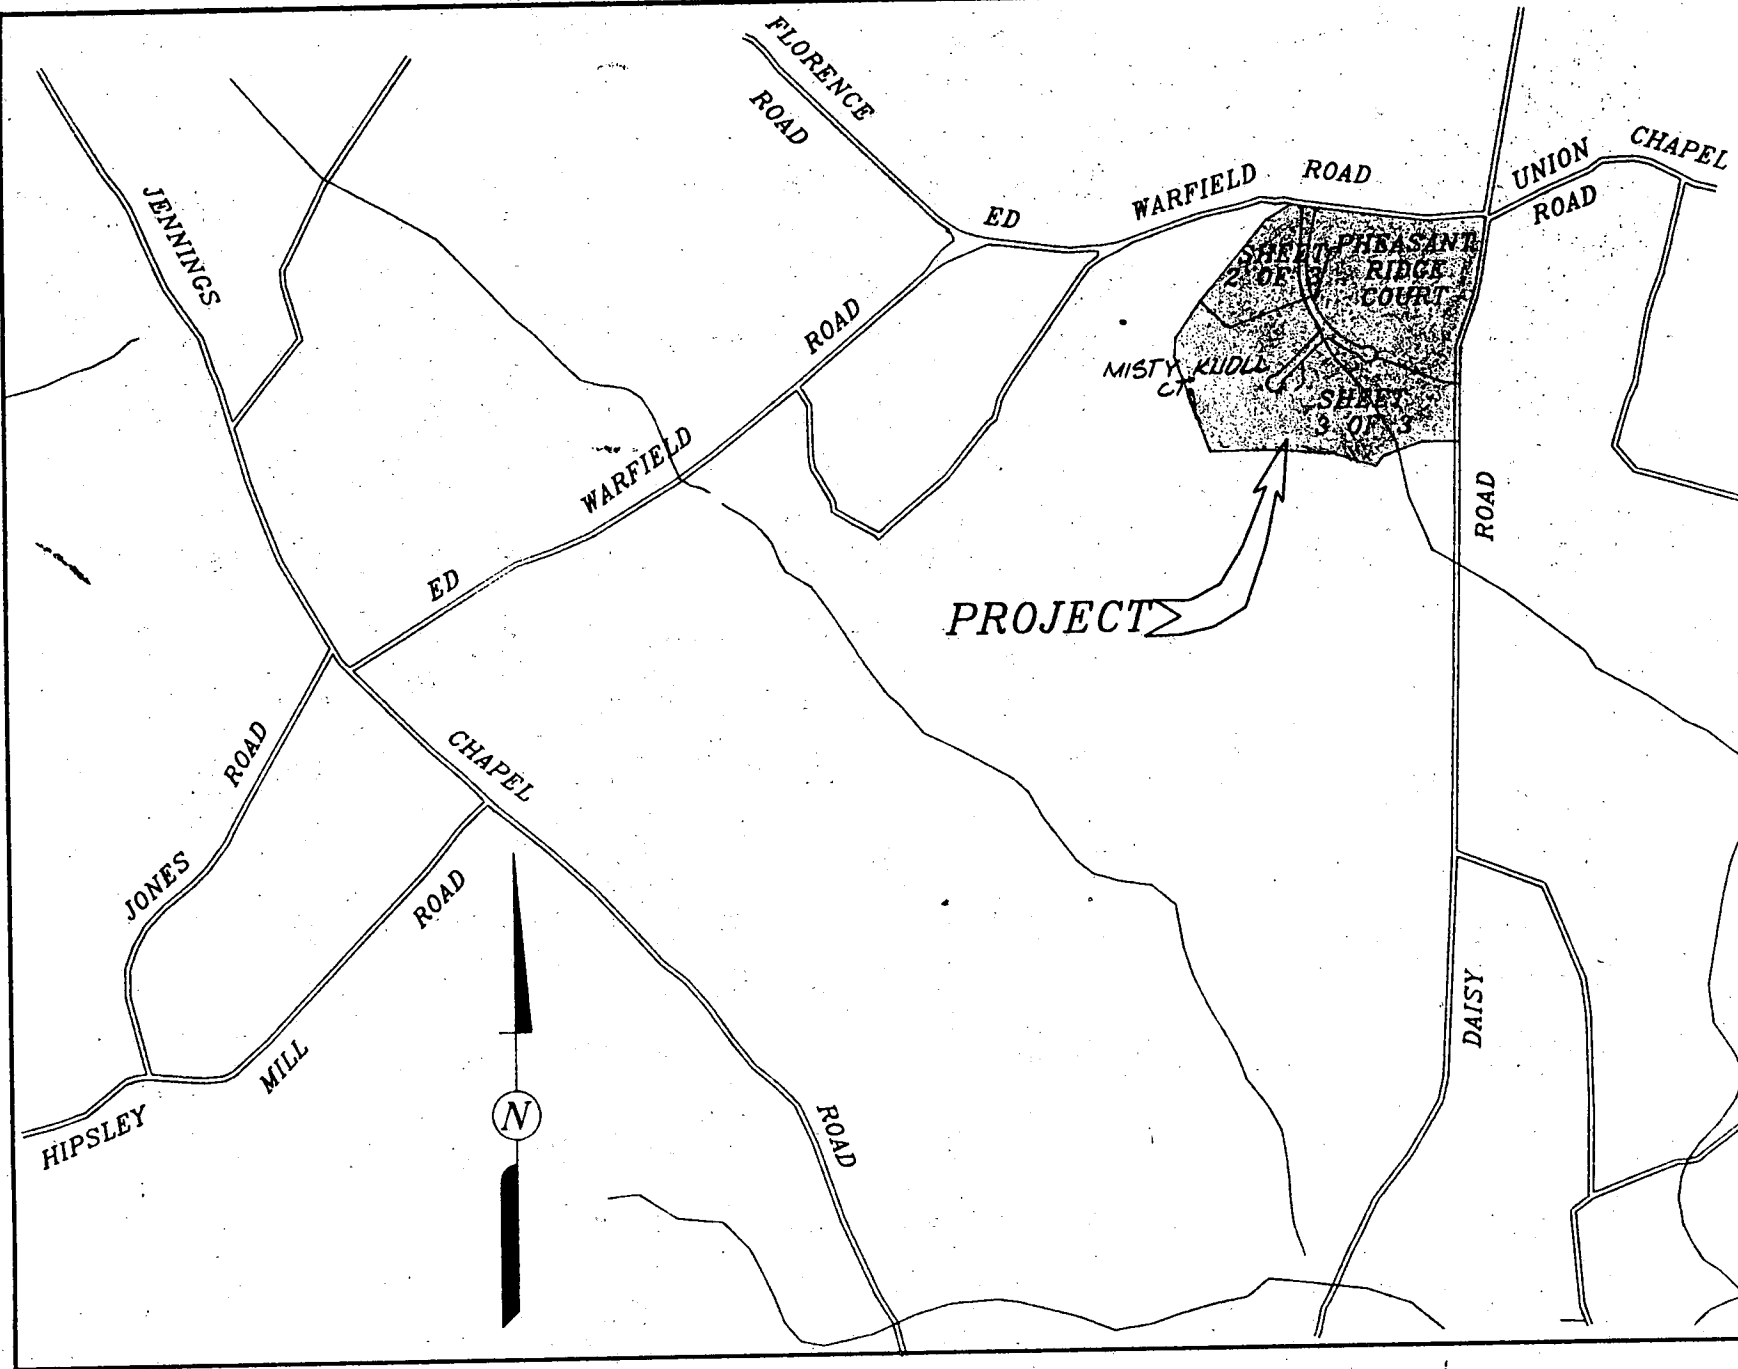 FLORENCE
ROAD
JENNINGS
ED
WARFIELD
ROAD
UNION
CHAPEL
ROAD
SHEET
2 OF 3
PHEASANT
RIDGE
COURT
MISTY KNOLL
CT.
SHEET
3 OF 3
ROAD
WARFIELD
ED
ROAD
PROJECT
ROAD
JONES
CHAPEL
ROAD
MILL
HIPSLEY
N
ROAD
DAISY